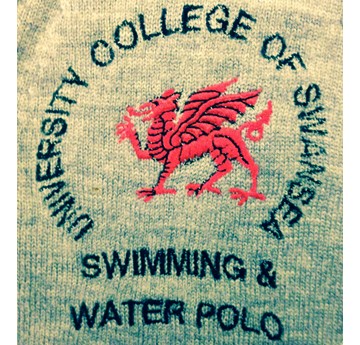 UNIVERSITY COLLEGE OF SWANSEA
SWIMMING &
WATER POLO